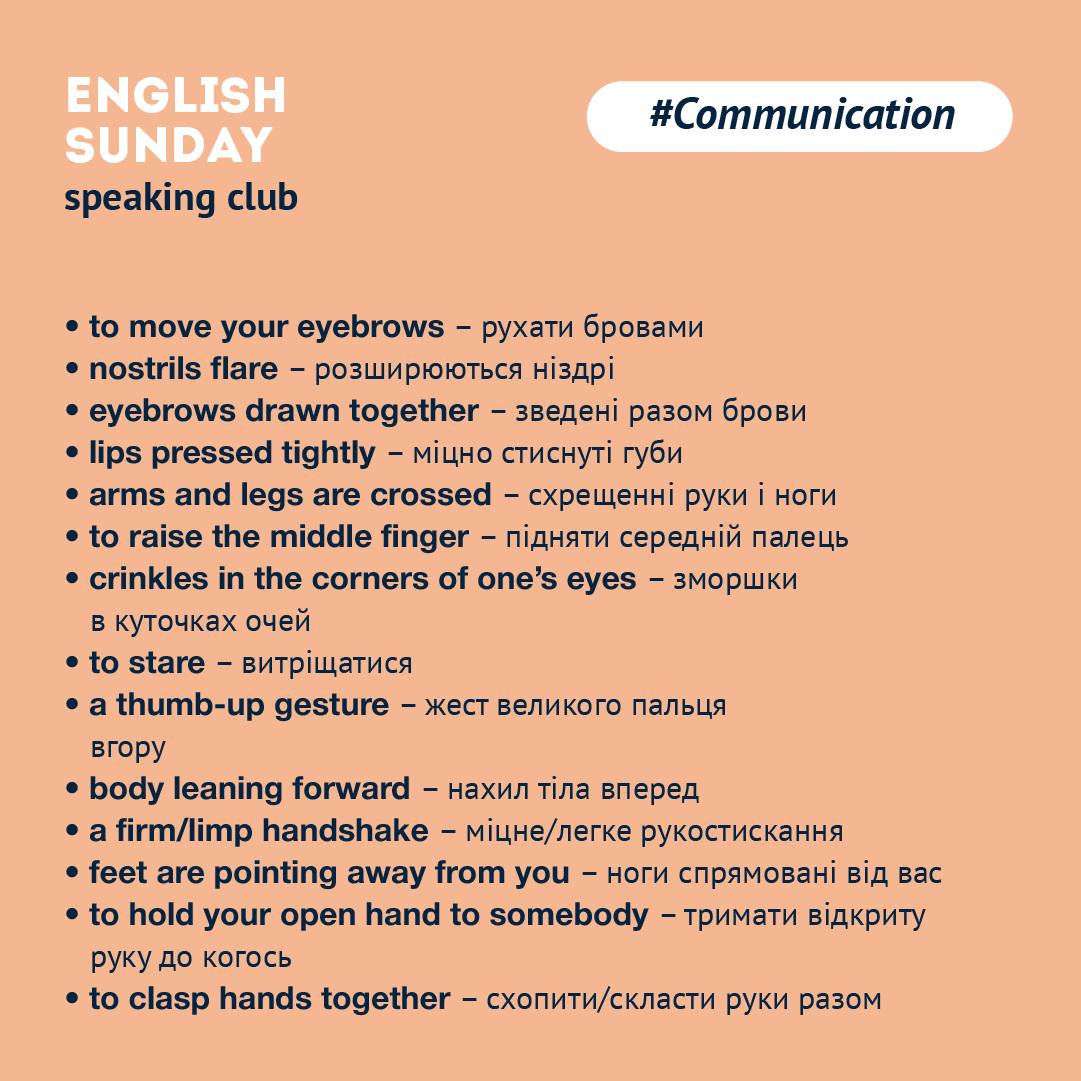 ENGLISH
SUNDAY
speaking club
#Communication
• to move your eyebrows – рухати бровами
• nostrils flare – розширюються ніздрі
• eyebrows drawn together – зведені разом брови
• lips pressed tightly – міцно стиснуті губи
• arms and legs are crossed – схрещенні руки і ноги
• to raise the middle finger – підняти середній палець
• crinkles in the corners of one’s eyes – зморшки
в куточках очей
• to stare – витріщатися
• a thumb-up gesture – жест великого пальця
вгору
• body leaning forward – нахил тіла вперед
• a firm/limp handshake – міцне/легке рукостискання
• feet are pointing away from you – ноги спрямовані від вас
• to hold your open hand to somebody – тримати відкриту
руку до когось
• to clasp hands together – схопити/скласти руки разом